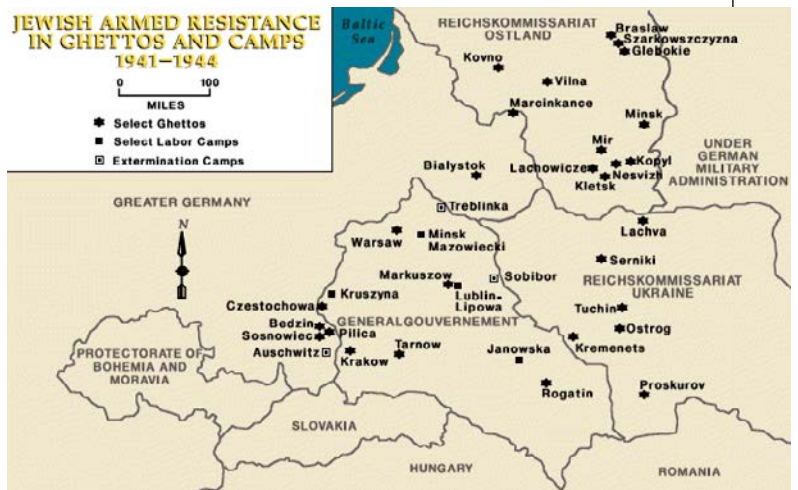 JEWISH ARMED RESISTANCE
IN GHETTOS AND CAMPS
1941–1944
0 100
MILES
Select Ghettos
Select Labor Camps
Extermination Camps
Baltic
Sea
REICHSKOMMISSARIAT
OSTLAND
Braslaw
Szarkowszczyzna
Glebokie
Kovno
Vilna
Marcinkance
Minsk
Mir
Lachowicze
Kopyl
Nesvizh
Kletsk
UNDER
GERMAN
MILITARY
ADMINISTRATION
Bialystok
GREATER GERMANY
N
Treblinka
Lachva
Warsaw
Minsk
Mazowiecki
Serniki
Sobibor
REICHSKOMMISSARIAT
UKRAINE
Markuszow
Lublin-
Lipowa
Kruszyna
Czestochowa
Tuchin
GENERALGOUVERNEMENT
Ostrog
Bedzin
Pilica
Sosnowiec
Kremenets
Auschwitz
Krakow
Tarnow
Janowska
PROTECTORATE OF
BOHEMIA AND
MORAVIA
Rogatin
Proskurov
SLOVAKIA
HUNGARY
ROMANIA